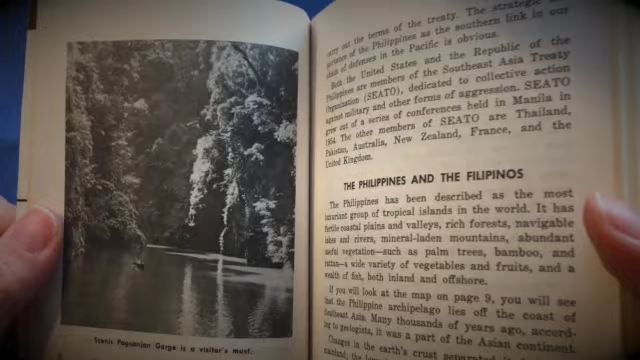 Scenic Pagsanjan Gorge is a visitor's must.
carry out the terms of the treaty. The strategic
portance of the Philippines as the southern link in our
chain of defenses in the Pacific is obvious.
Both the United States and the Republic of the
Philippines are members of the Southeast Asia Treaty
Organization (SEATO), dedicated to collective action
against military and other forms of aggression. SEATO
grew out of a series of conferences held in Manila in
1954. The other members of SEATO are Thailand,
Pakistan, Australia, New Zealand, France, and the
United Kingdom.
THE PHILIPPINES AND THE FILIPINOS
The Philippines has been described as the most
luxuriant group of tropical islands in the world. It has
fertile coastal plains and valleys, rich forests, navigable
lakes and rivers, mineral-laden mountains, abundant
useful vegetation—such as palm trees, bamboo, and
rattan—a wide variety of vegetables and fruits, and a
wealth of fish, both inland and offshore.
If you will look at the map on page 9, you will see
that the Philippine archipelago lies off the coast of
Southeast Asia. Many thousands of years ago, accord-
ing to geologists, it was a part of the Asian continent.
Changes in the earth's crust separated